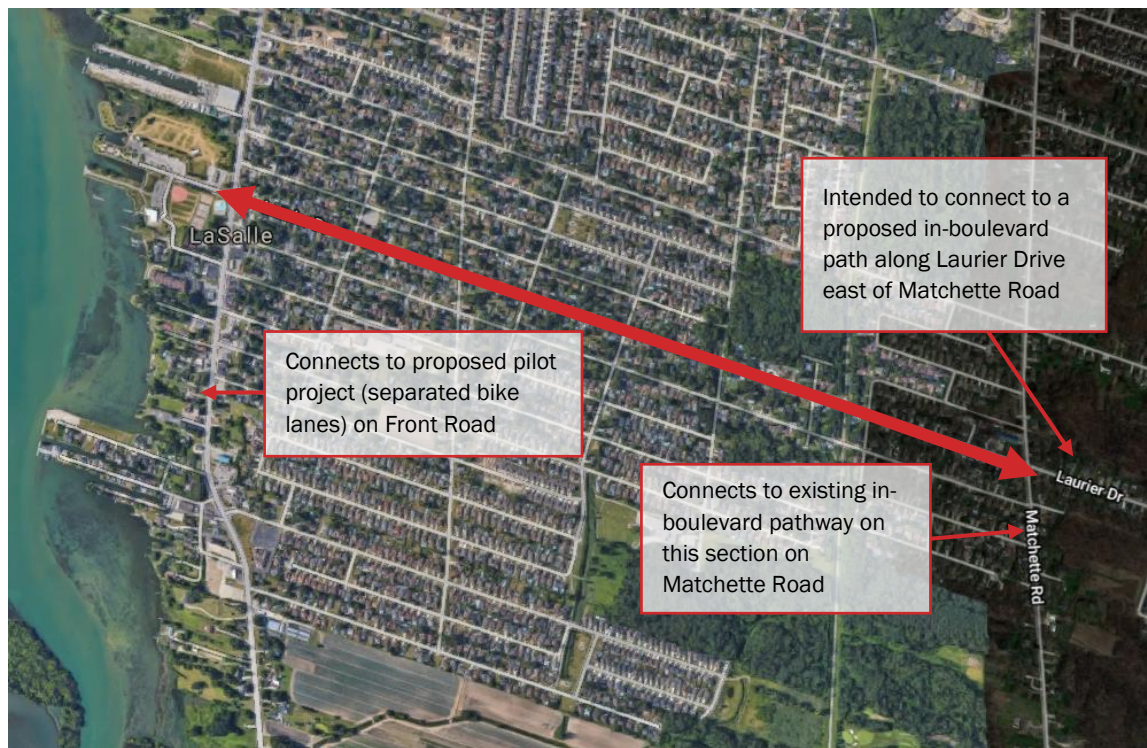 Intended to connect to a
proposed in-boulevard
path along Laurier Drive
east of Matchette Road
LaSalle
Connects to proposed pilot
project (separated bike
lanes) on Front Road
Connects to existing in-
boulevard pathway on
this section on
Matchette Road
Laurier Dr
Matchette Rd